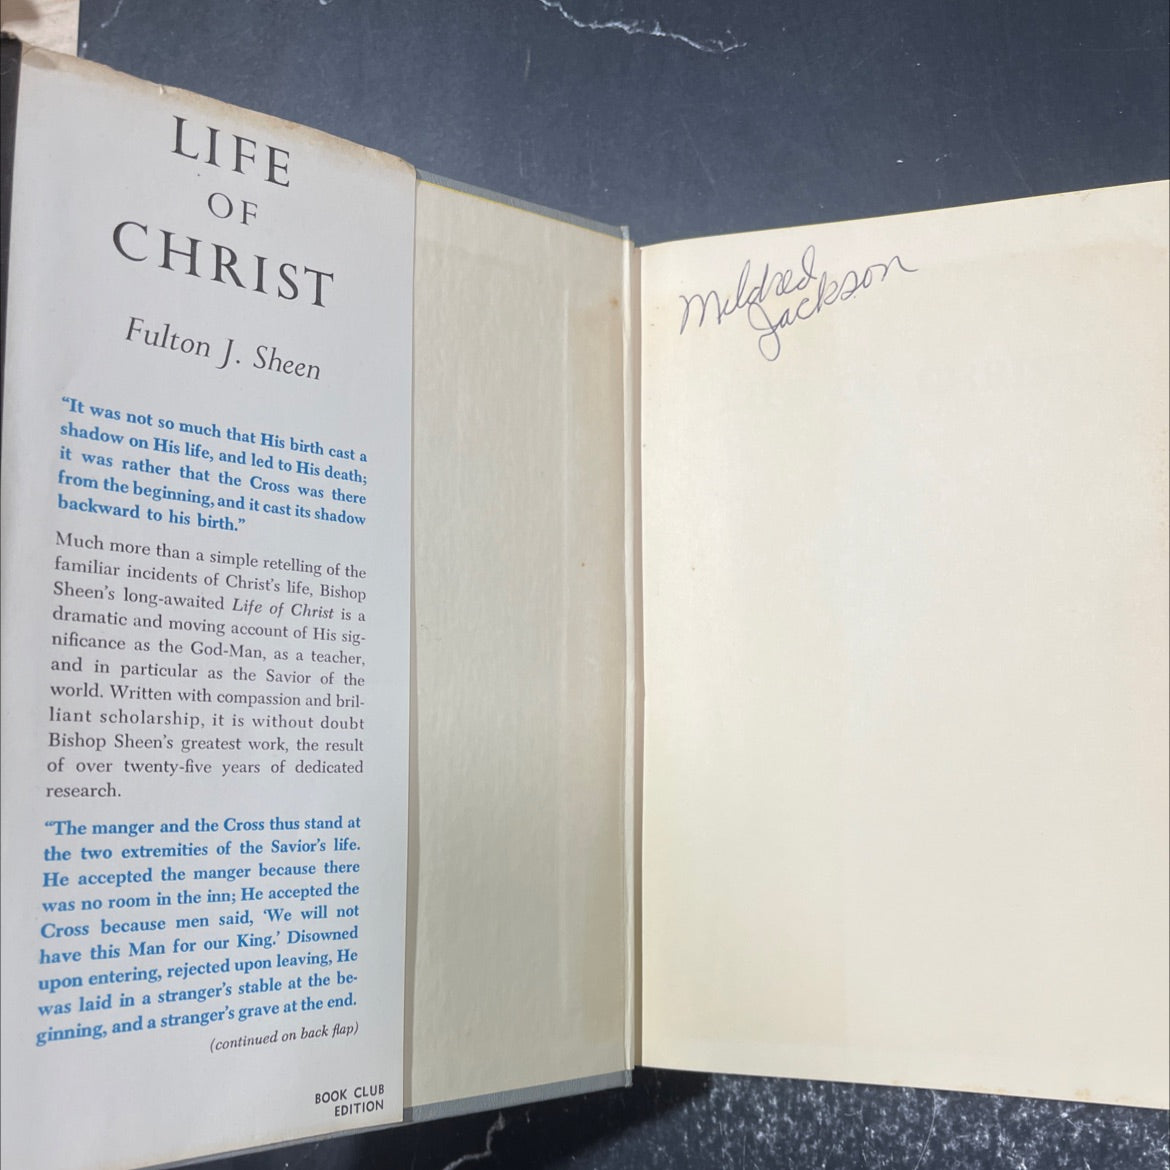 LIFE
OF
CHRIST
Fulton J. Sheen
“It was not so much that His birth cast a
shadow on His life, and led to His death;
it was rather that the Cross was there
from the beginning, and it cast its shadow
backward to his birth.”
Much more than a simple retelling of the
familiar incidents of Christ’s life, Bishop
Sheen’s long-awaited Life of Christ is a
dramatic and moving account of His sig-
nificance as the God-Man, as a teacher,
and in particular as the Savior of the
world. Written with compassion and bril-
liant scholarship, it is without doubt
Bishop Sheen’s greatest work, the result
of over twenty-five years of dedicated
research.
“The manger and the Cross thus stand at
the two extremities of the Savior’s life.
He accepted the manger because there
was no room in the inn; He accepted the
Cross because men said, ‘We will not
have this Man for our King.’ Disowned
upon entering, rejected upon leaving, He
was laid in a stranger’s stable at the be-
ginning, and a stranger’s grave at the end.
(continued on back flap)
BOOK CLUB
EDITION
Mildred
Jackson